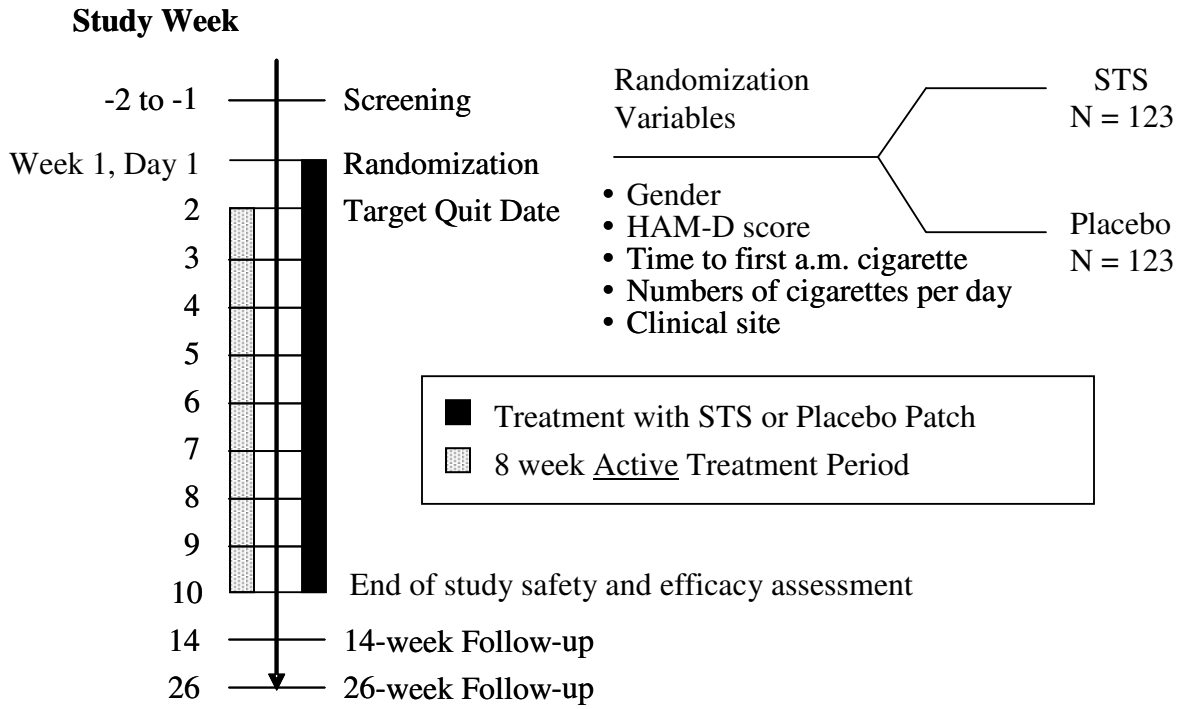 Study Week
-2 to -1 Screening
Week 1, Day 1 Randomization
2 Target Quit Date
3
4
5
6
7
8
9
10 End of study safety and efficacy assessment
14 14-week Follow-up
26 26-week Follow-up
Randomization
Variables
• Gender
• HAM-D score
• Time to first a.m. cigarette
• Numbers of cigarettes per day
• Clinical site
STS
N = 123
Placebo
N = 123
Treatment with STS or Placebo Patch
8 week Active Treatment Period